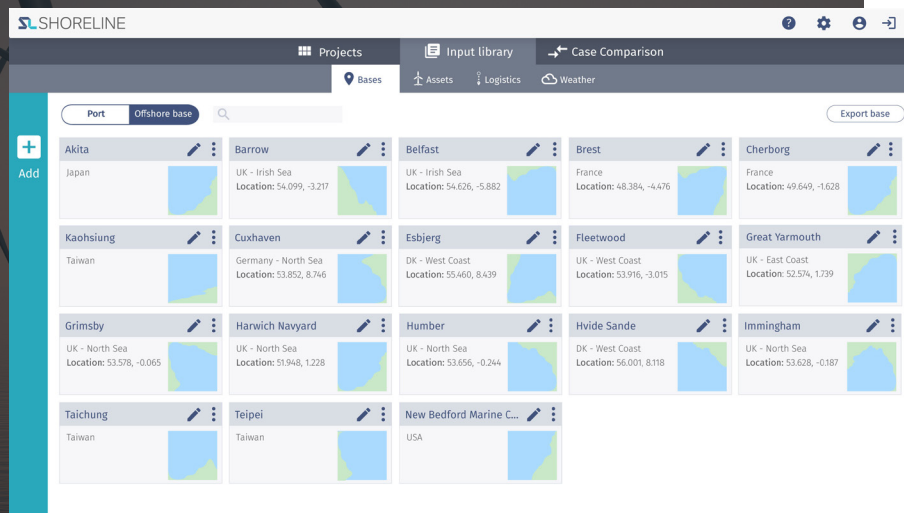 SL SHORELINE
Projects
Input library
Case Comparison
Bases
Assets
Logistics
Weather
Port
Offshore base
Export base
Add
Akita
Japan
Barrow
UK - Irish Sea
Location: 54.099, -3.217
Belfast
UK - Irish Sea
Location: 54.626, -5.882
Brest
France
Location: 48.384, -4.476
Cherborg
France
Location: 49.649, -1.628
Kaohsiung
Taiwan
Cuxhaven
Germany - North Sea
Location: 53.852, 8.746
Esbjerg
DK - West Coast
Location: 55.460, 8.439
Fleetwood
UK - West Coast
Location: 53.916, -3.015
Great Yarmouth
UK - East Coast
Location: 52.574, 1.739
Grimsby
UK - North Sea
Location: 53.578, -0.065
Harwich Navyard
UK - North Sea
Location: 51.948, 1.228
Humber
UK - North Sea
Location: 53.656, -0.244
Hvide Sande
DK - West Coast
Location: 56.001, 8.118
Immingham
UK - North Sea
Location: 53.628, -0.187
Taichung
Taiwan
Teipei
Taiwan
New Bedford Marine C...
USA